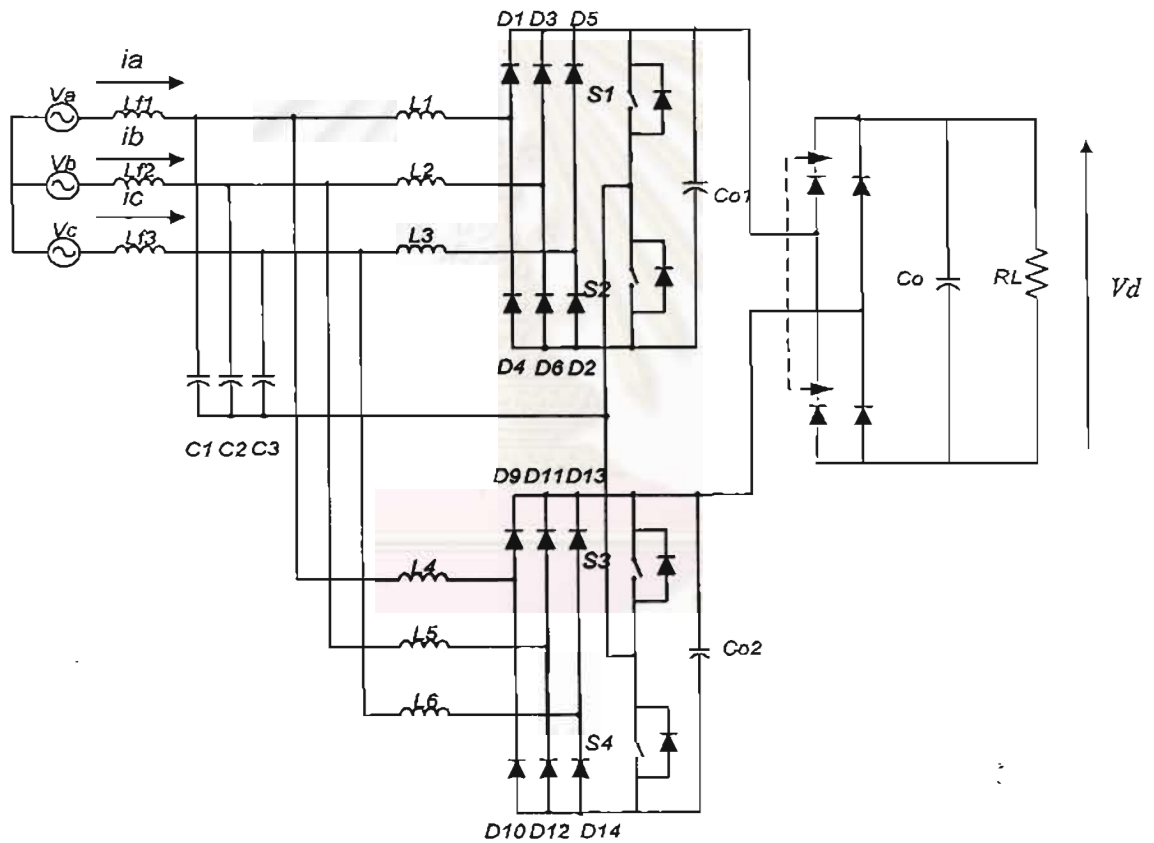 D1 D3 D5
ia
Va
Lf1
L1
S1
ib
Vb
Lf2
L2
Co1
ic
Vc
Lf3
L3
S2
Co
RL
Vd
D4 D6 D2
C1 C2 C3
D9 D11 D13
S3
L4
L5
Co2
L6
S4
D10 D12 D14